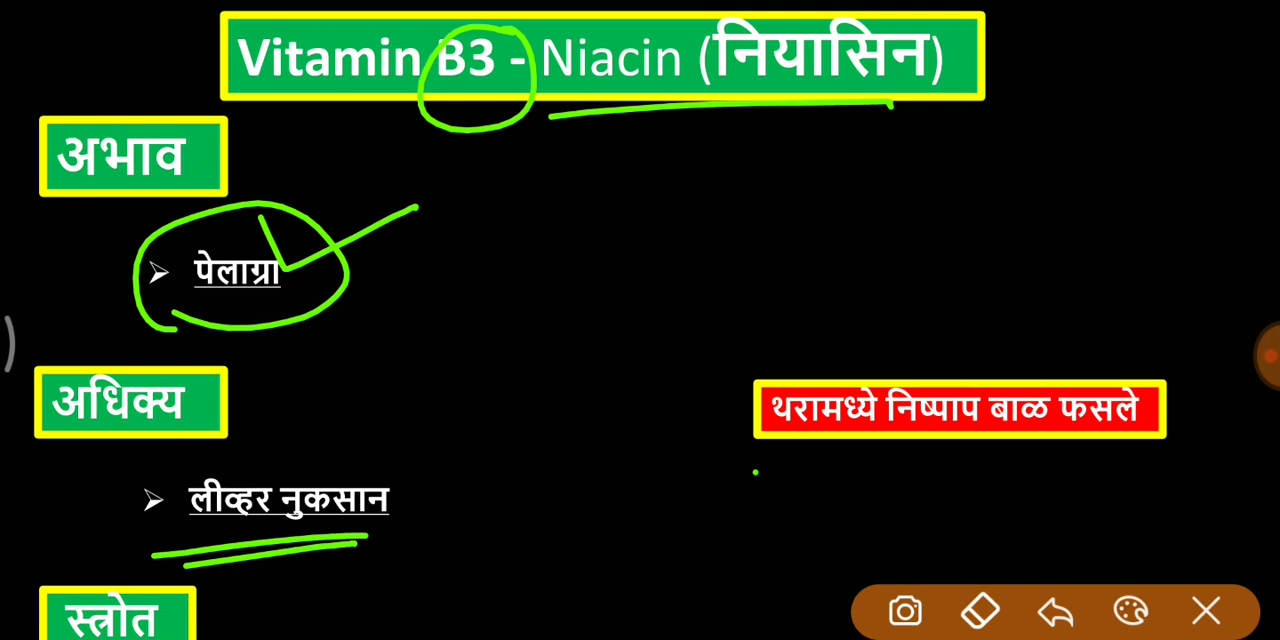 Vitamin B3 - Niacin (नियासिन)
अभाव
➢ पेलाग्रा
अधिक्य
थरामध्ये निष्पाप बाळ फसले
➢ लीव्हर नुकसान
स्त्रोत